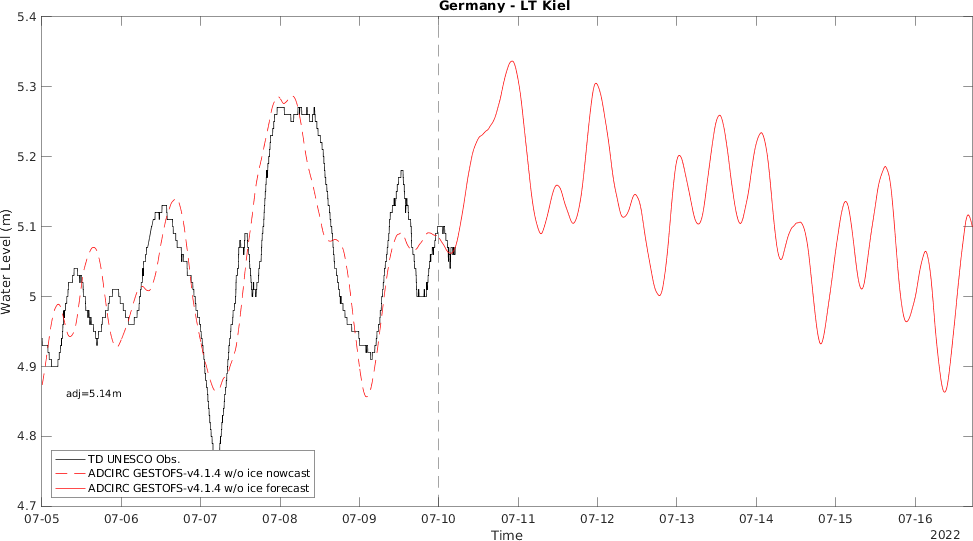 Germany - LT Kiel
5.4
5.3
5.2
5.1
5
4.9
4.8
4.7
Water Level (m)
adj=5.14m
TD UNESCO Obs.
ADCIRC GESTOFS-v4.1.4 w/o ice nowcast
ADCIRC GESTOFS-v4.1.4 w/o ice forecast
07-05 07-06 07-07 07-08 07-09 07-10 07-11 07-12 07-13 07-14 07-15 07-16
Time
2022